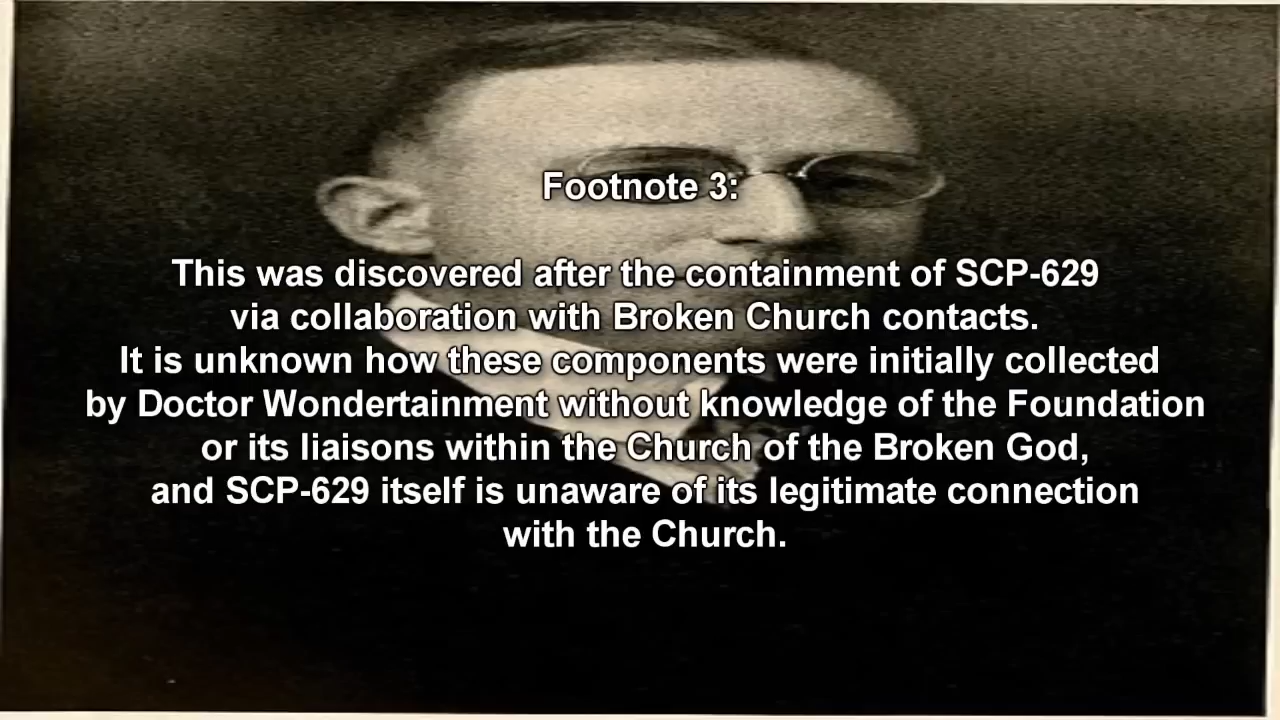 Footnote 3:
This was discovered after the containment of SCP-629
via collaboration with Broken Church contacts.
It is unknown how these components were initially collected
by Doctor Wondertainment without knowledge of the Foundation
or its liaisons within the Church of the Broken God,
and SCP-629 itself is unaware of its legitimate connection
with the Church.